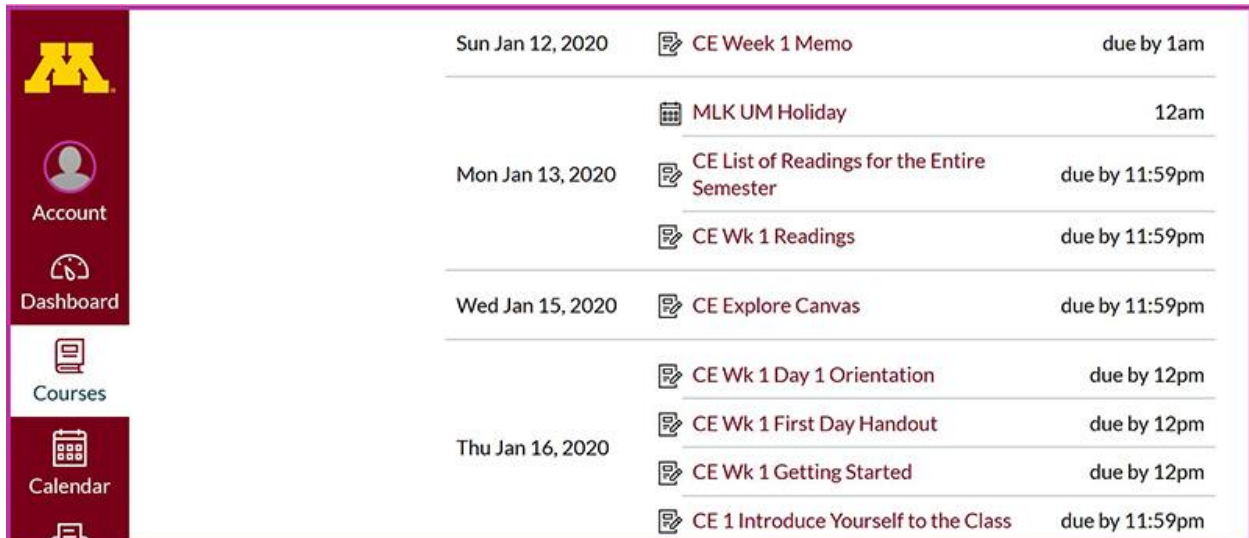 M
Account
Dashboard
Courses
Calendar
Sun Jan 12, 2020 CE Week 1 Memo due by 1am
MLK UM Holiday 12am
Mon Jan 13, 2020 CE List of Readings for the Entire
Semester due by 11:59pm
CE Wk 1 Readings due by 11:59pm
Wed Jan 15, 2020 CE Explore Canvas due by 11:59pm
CE Wk 1 Day 1 Orientation due by 12pm
Thu Jan 16, 2020
CE Wk 1 First Day Handout due by 12pm
CE Wk 1 Getting Started due by 12pm
CE 1 Introduce Yourself to the Class due by 11:59pm